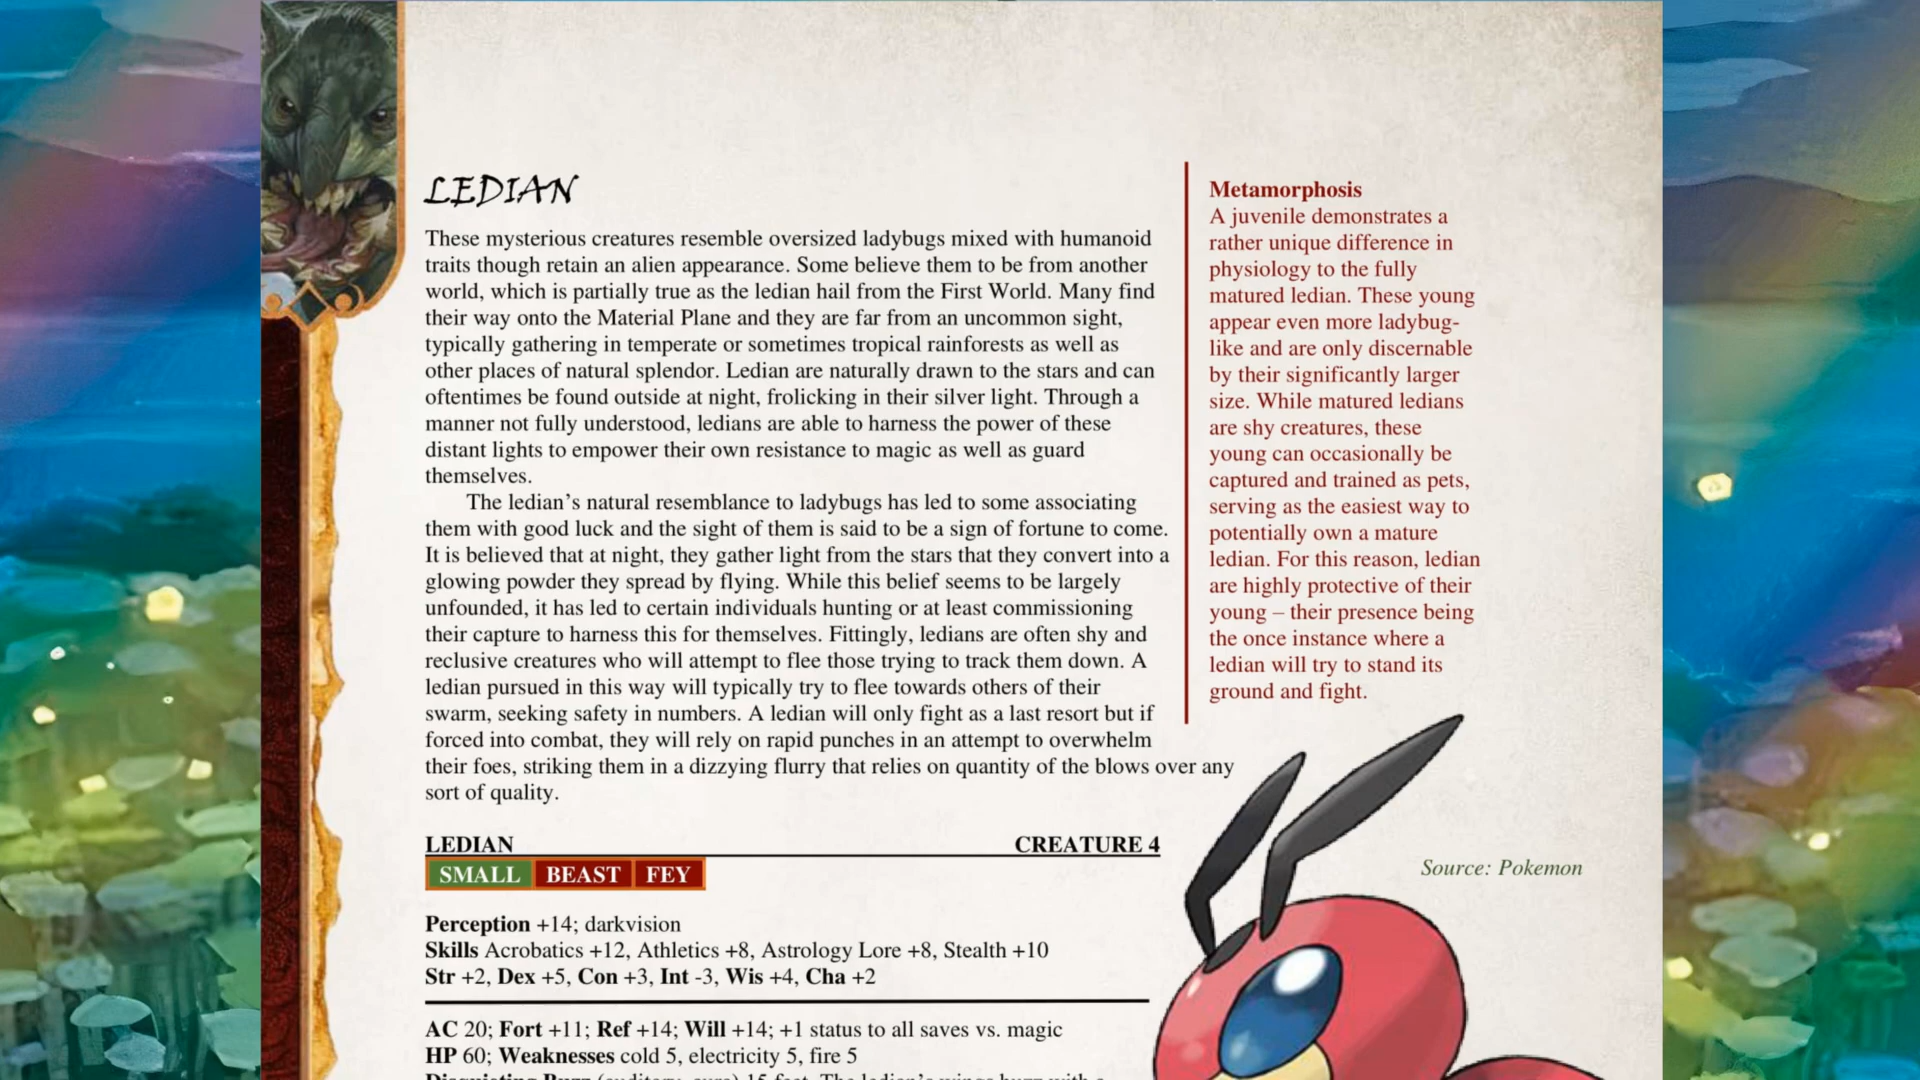 LEDIAN
These mysterious creatures resemble oversized ladybugs mixed with humanoid
traits though retain an alien appearance. Some believe them to be from another
world, which is partially true as the ledian hail from the First World. Many find
their way onto the Material Plane and they are far from an uncommon sight,
typically gathering in temperate or sometimes tropical rainforests as well as
other places of natural splendor. Ledian are naturally drawn to the stars and can
oftentimes be found outside at night, frolicking in their silver light. Through a
manner not fully understood, ledians are able to harness the power of these
distant lights to empower their own resistance to magic as well as guard
themselves.
The ledian’s natural resemblance to ladybugs has led to some associating
them with good luck and the sight of them is said to be a sign of fortune to come.
It is believed that at night, they gather light from the stars that they convert into a
glowing powder they spread by flying. While this belief seems to be largely
unfounded, it has led to certain individuals hunting or at least commissioning
their capture to harness this for themselves. Fittingly, ledians are often shy and
reclusive creatures who will attempt to flee those trying to track them down. A
ledian pursued in this way will typically try to flee towards others of their
swarm, seeking safety in numbers. A ledian will only fight as a last resort but if
forced into combat, they will rely on rapid punches in an attempt to overwhelm
their foes, striking them in a dizzying flurry that relies on quantity of the blows over any
sort of quality.
Metamorphosis
A juvenile demonstrates a
rather unique difference in
physiology to the fully
matured ledian. These young
appear even more ladybug-
like and are only discernable
by their significantly larger
size. While matured ledians
are shy creatures, these
young can occasionally be
captured and trained as pets,
serving as the easiest way to
potentially own a mature
ledian. For this reason, ledian
are highly protective of their
young – their presence being
the once instance where a
ledian will try to stand its
ground and fight.
LEDIAN CREATURE 4
SMALL BEAST FEY
Source: Pokemon
Perception +14; darkvision
Skills Acrobatics +12, Athletics +8, Astrology Lore +8, Stealth +10
Str +2, Dex +5, Con +3, Int -3, Wis +4, Cha +2
AC 20; Fort +11; Ref +14; Will +14; +1 status to all saves vs. magic
HP 60; Weaknesses cold 5, electricity 5, fire 5